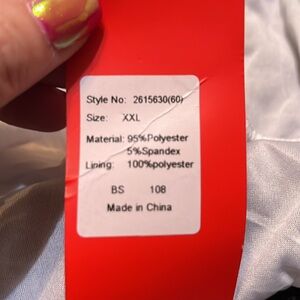 Style No: 2615630(60)
Size: XXL
Material: 95%Polyester
5%Spandex
Lining: 100%polyester
BS 108
Made in China